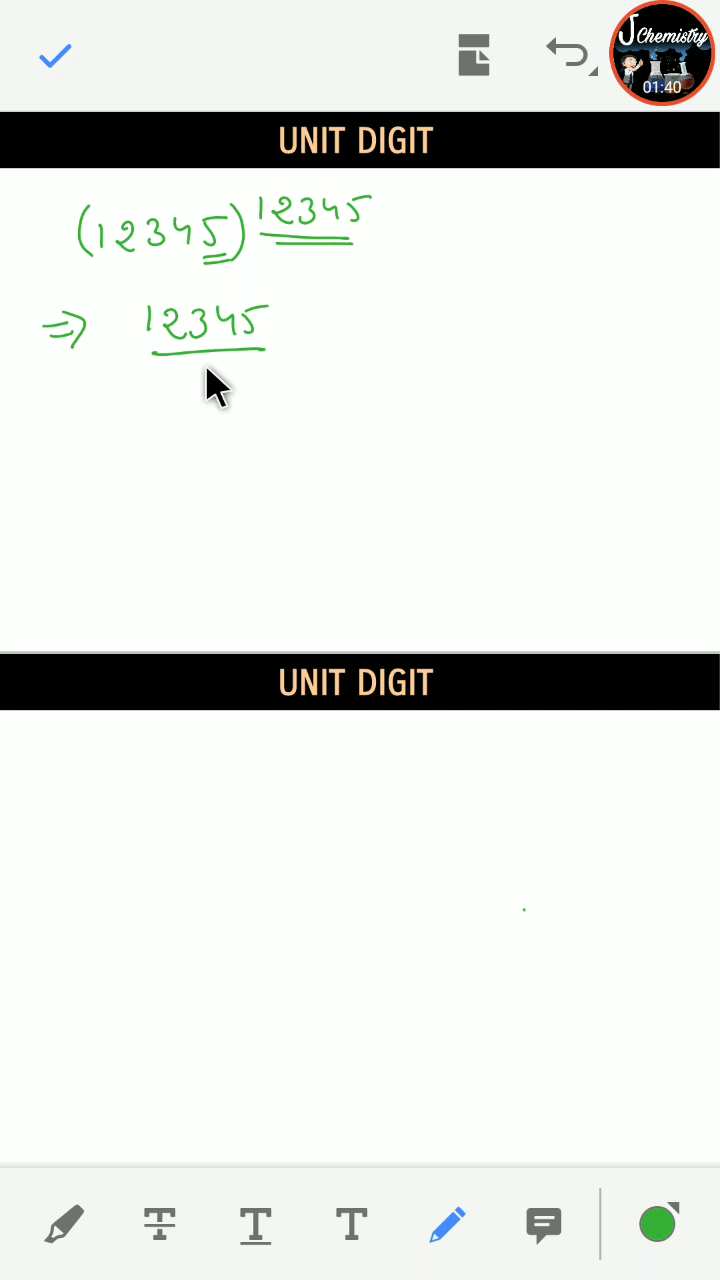 J Chemistry
01:40
UNIT DIGIT
(12345)^12345
⇒ 12345
UNIT DIGIT
T T T